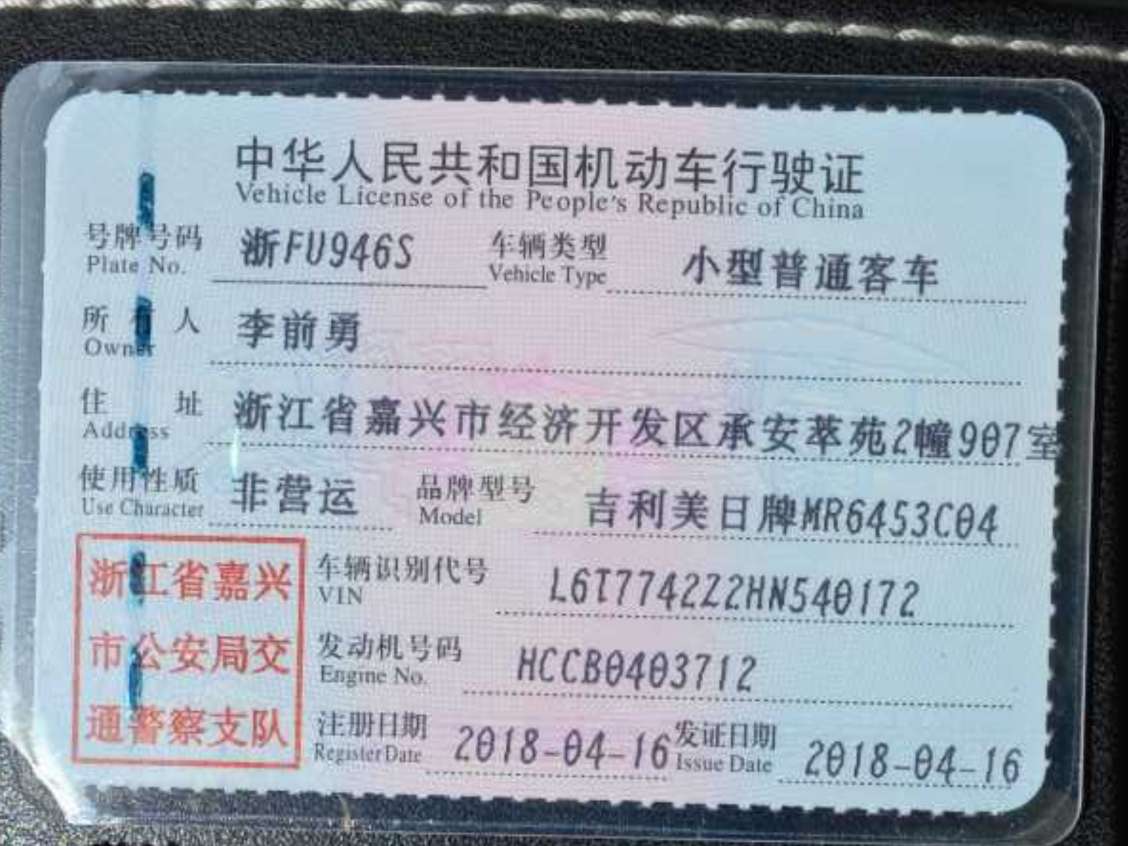 中华人民共和国机动车行驶证
Vehicle License of the People's Republic of China
号牌号码 浙FU946S 车辆类型 小型普通客车
Plate No. Vehicle Type
所有人 李前勇
Owner
住址 浙江省嘉兴市经济开发区承安萃苑2幢907室
Address
使用性质 非营运 品牌型号 吉利美日牌MR6453C04
Use Character Model
浙江省嘉兴 车辆识别代号 L6T7742Z2HN540172
VIN
市公安局交 发动机号码 HCCB0403712
Engine No.
通警察支队 注册日期 2018-04-16 发证日期 2018-04-16
Register Date Issue Date